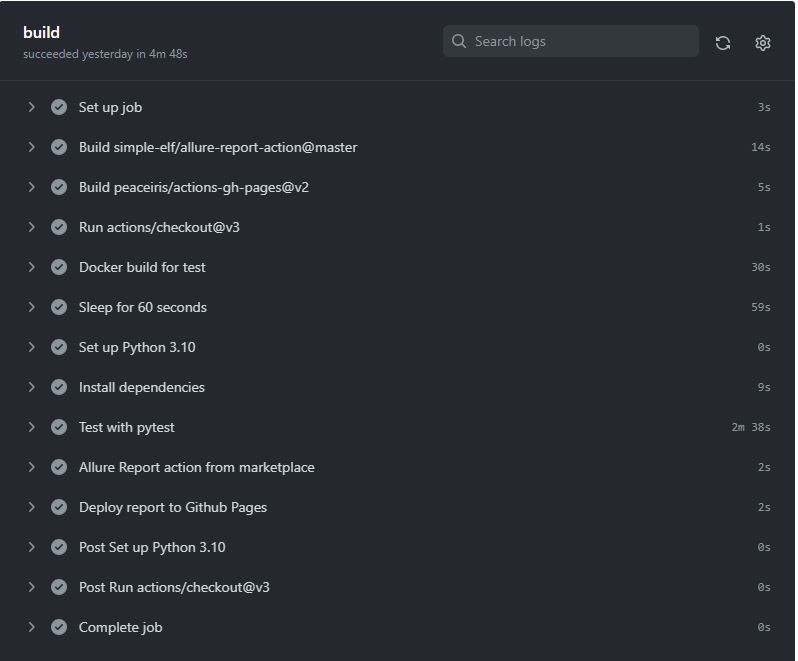 build
succeeded yesterday in 4m 48s
Search logs
Set up job 3s
Build simple-elf/allure-report-action@master 14s
Build peaceiris/actions-gh-pages@v2 5s
Run actions/checkout@v3 1s
Docker build for test 30s
Sleep for 60 seconds 59s
Set up Python 3.10 0s
Install dependencies 9s
Test with pytest 2m 38s
Allure Report action from marketplace 2s
Deploy report to Github Pages 2s
Post Set up Python 3.10 0s
Post Run actions/checkout@v3 0s
Complete job 0s